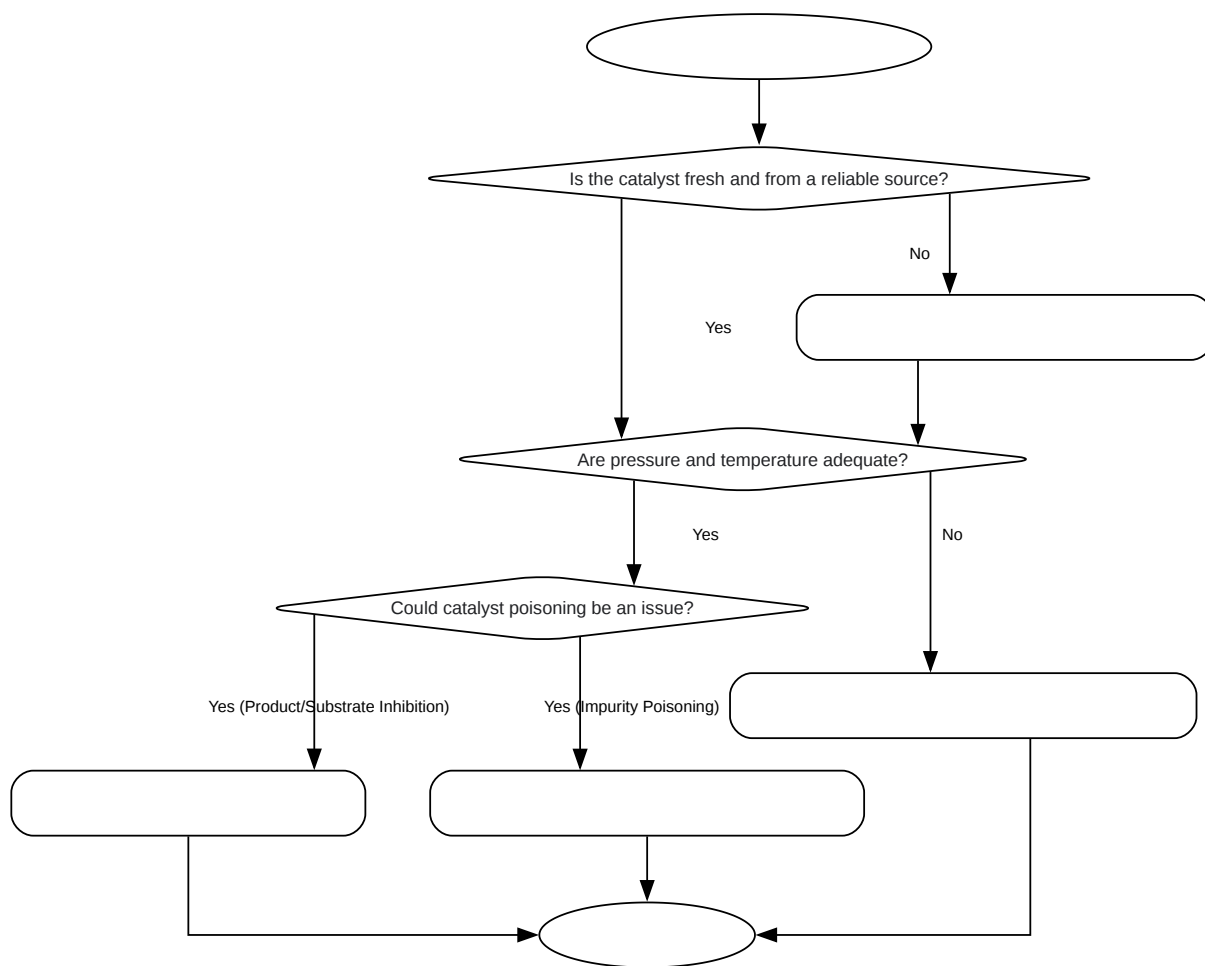 Is the catalyst fresh and from a reliable source?
No
Yes
Are pressure and temperature adequate?
Yes
No
Could catalyst poisoning be an issue?
Yes (Product/Substrate Inhibition)
Yes (Impurity Poisoning)